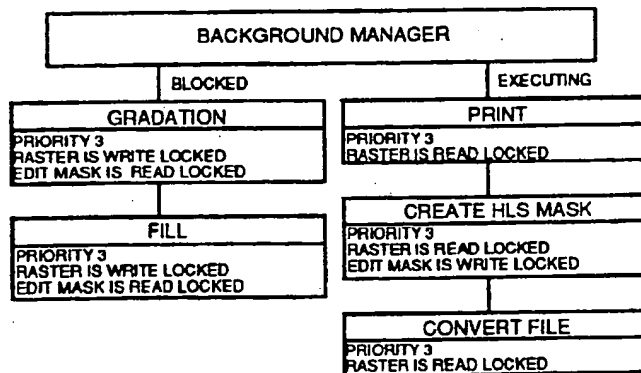 BACKGROUND MANAGER
BLOCKED
EXECUTING
GRADATION
PRIORITY 3
RASTER IS WRITE LOCKED
EDIT MASK IS READ LOCKED
FILL
PRIORITY 3
RASTER IS WRITE LOCKED
EDIT MASK IS READ LOCKED
PRINT
PRIORITY 3
RASTER IS READ LOCKED
CREATE HLS MASK
PRIORITY 3
RASTER IS READ LOCKED
EDIT MASK IS WRITE LOCKED
CONVERT FILE
PRIORITY 3
RASTER IS READ LOCKED